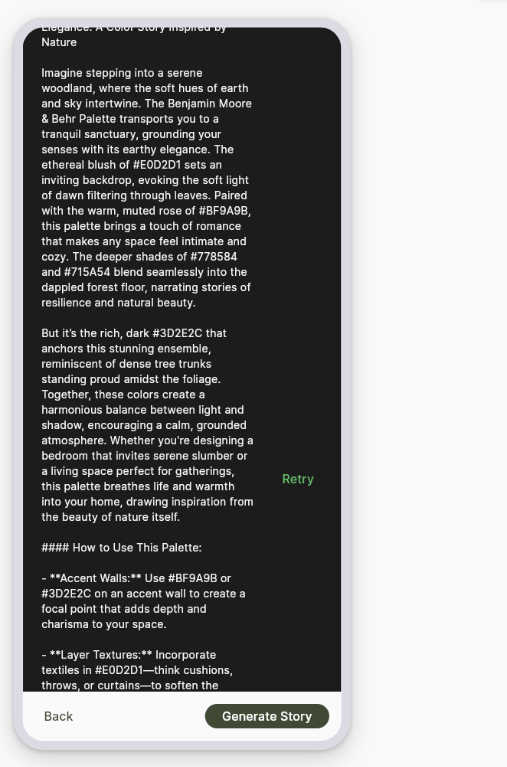 Elegance: A Color Story Inspired by
Nature
Imagine stepping into a serene
woodland, where the soft hues of earth
and sky intertwine. The Benjamin Moore
& Behr Palette transports you to a
tranquil sanctuary, grounding your
senses with its earthy elegance. The
ethereal blush of #E0D2D1 sets an
inviting backdrop, evoking the soft light
of dawn filtering through leaves. Paired
with the warm, muted rose of #BF9A9B,
this palette brings a touch of romance
that makes any space feel intimate and
cozy. The deeper shades of #778584
and #715A54 blend seamlessly into the
dappled forest floor, narrating stories of
resilience and natural beauty.
But it's the rich, dark #3D2E2C that
anchors this stunning ensemble,
reminiscent of dense tree trunks
standing proud amidst the foliage.
Together, these colors create a
harmonious balance between light and
shadow, encouraging a calm, grounded
atmosphere. Whether you're designing a
bedroom that invites serene slumber or
a living space perfect for gatherings,
this palette breathes life and warmth
into your home, drawing inspiration from
the beauty of nature itself.
Retry
#### How to Use This Palette:
- **Accent Walls:** Use #BF9A9B or
#3D2E2C on an accent wall to create a
focal point that adds depth and
charisma to your space.
- **Layer Textures:** Incorporate
textiles in #E0D2D1—think cushions,
throws, or curtains—to soften the
Back
Generate Story